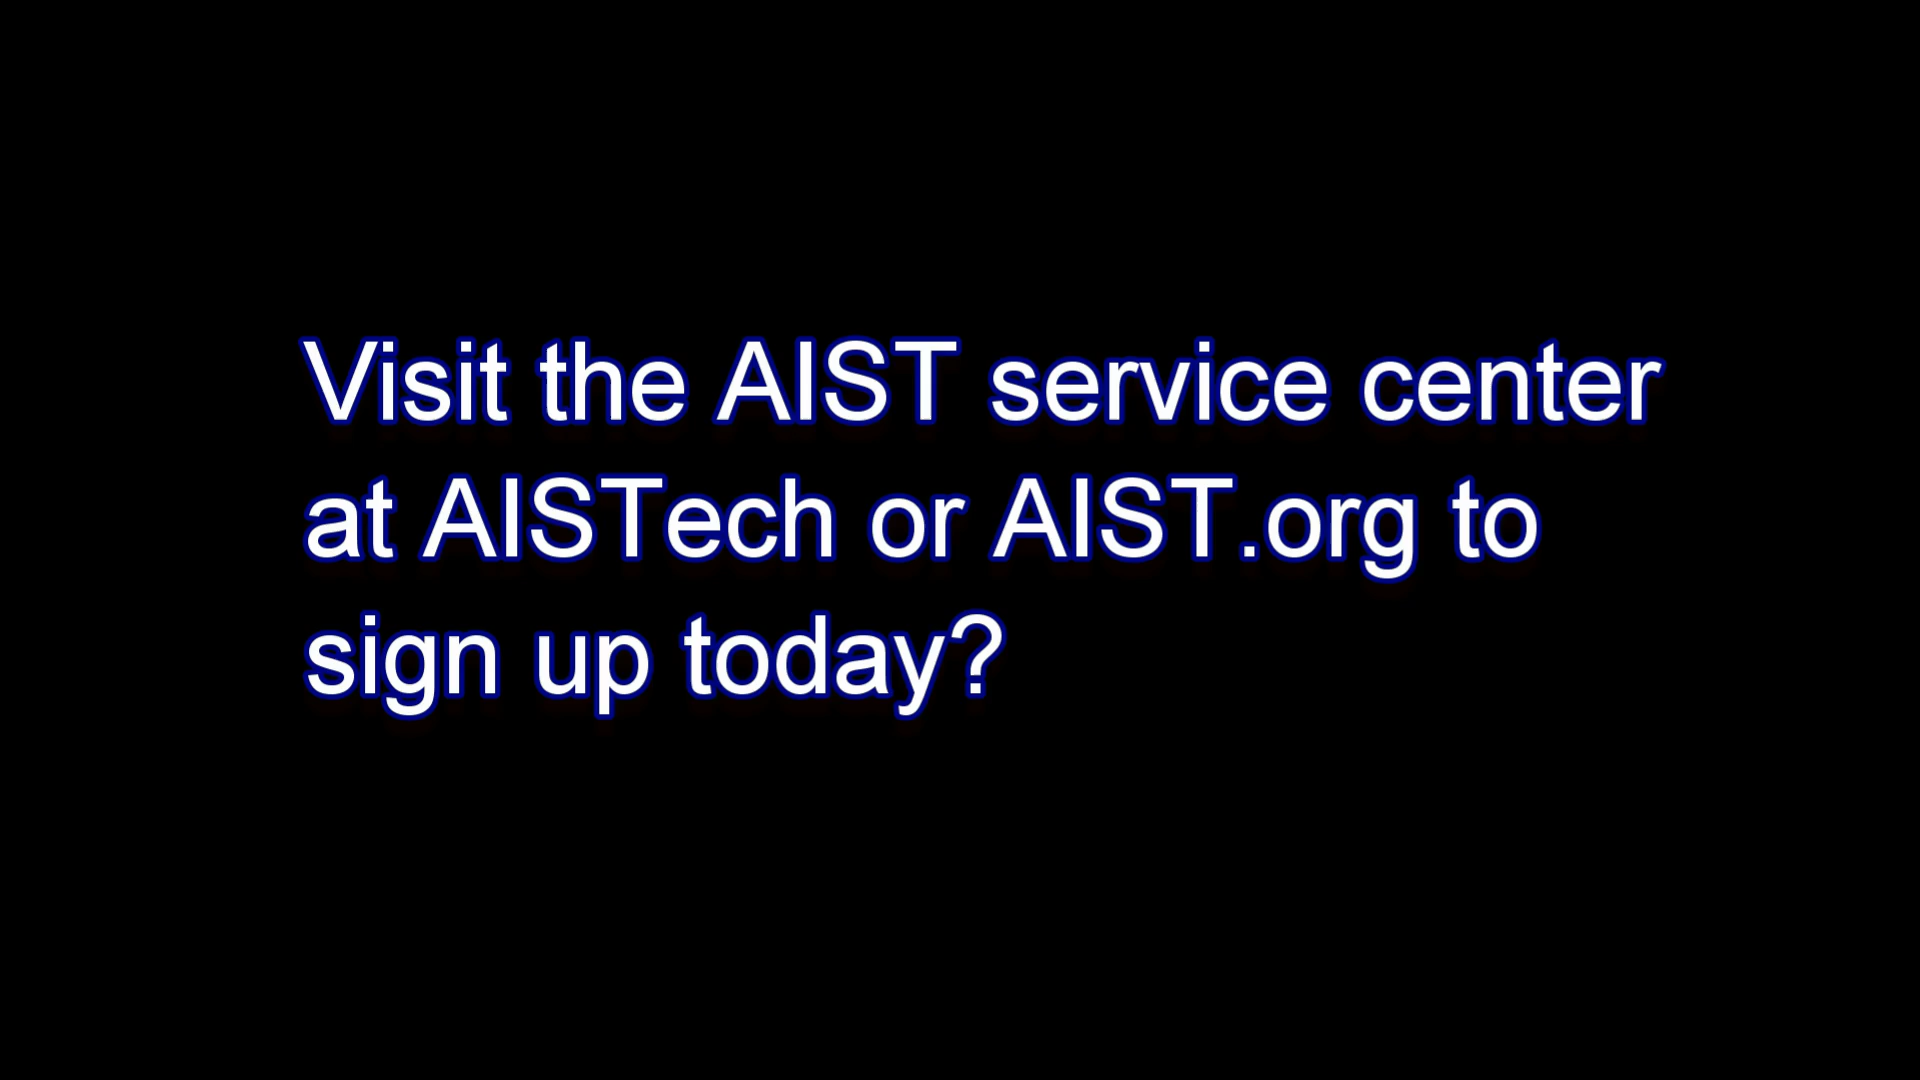 Visit the AIST service center
at AISTech or AIST.org to
sign up today?